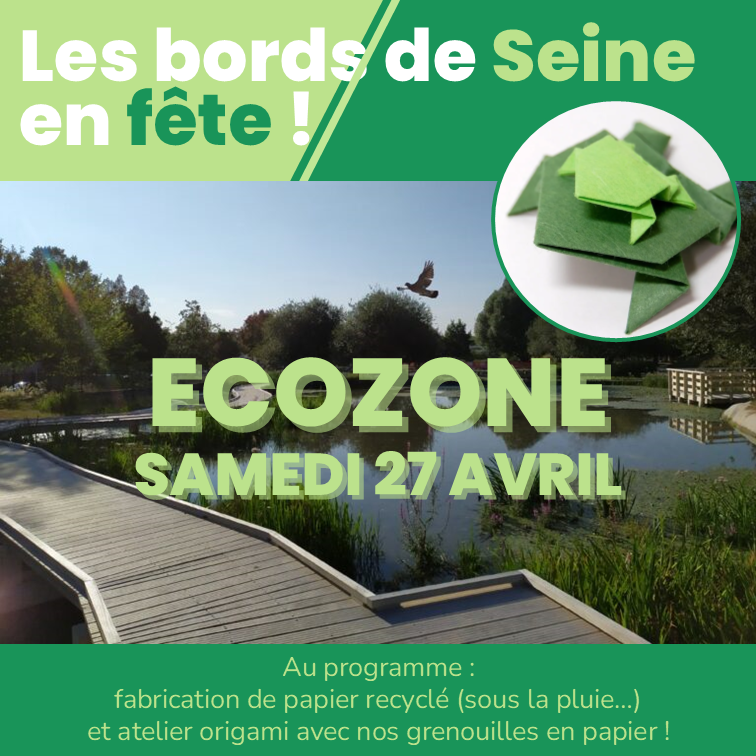 Les bords de Seine
en fête !
ECOZONE
SAMEDI 27 AVRIL
Au programme :
fabrication de papier recyclé (sous la pluie...)
et atelier origami avec nos grenouilles en papier !